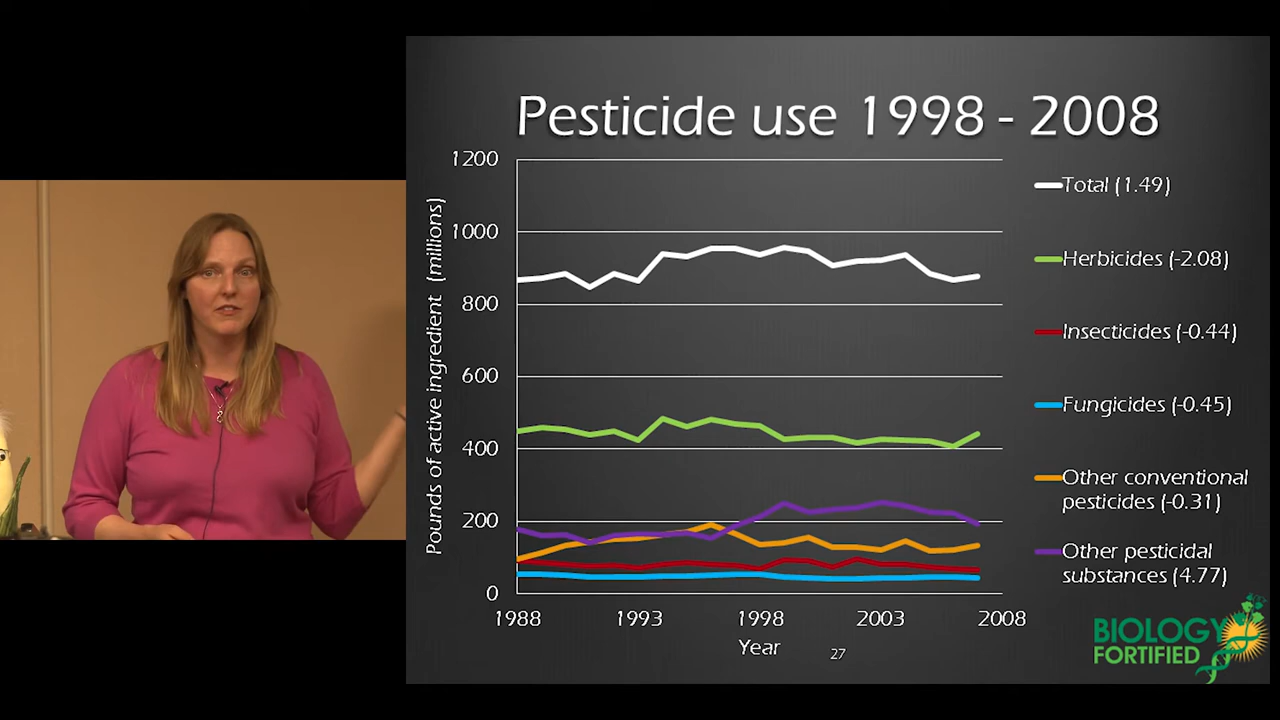 Pesticide use 1998 - 2008
1200
1000
800
600
400
200
0
Pounds of active ingredient (millions)
1988
1993
1998
2003
2008
Year
27
Total (1.49)
Herbicides (-2.08)
Insecticides (-0.44)
Fungicides (-0.45)
Other conventional
pesticides (-0.31)
Other pesticidal
substances (4.77)
BIOLOGY
FORTIFIED